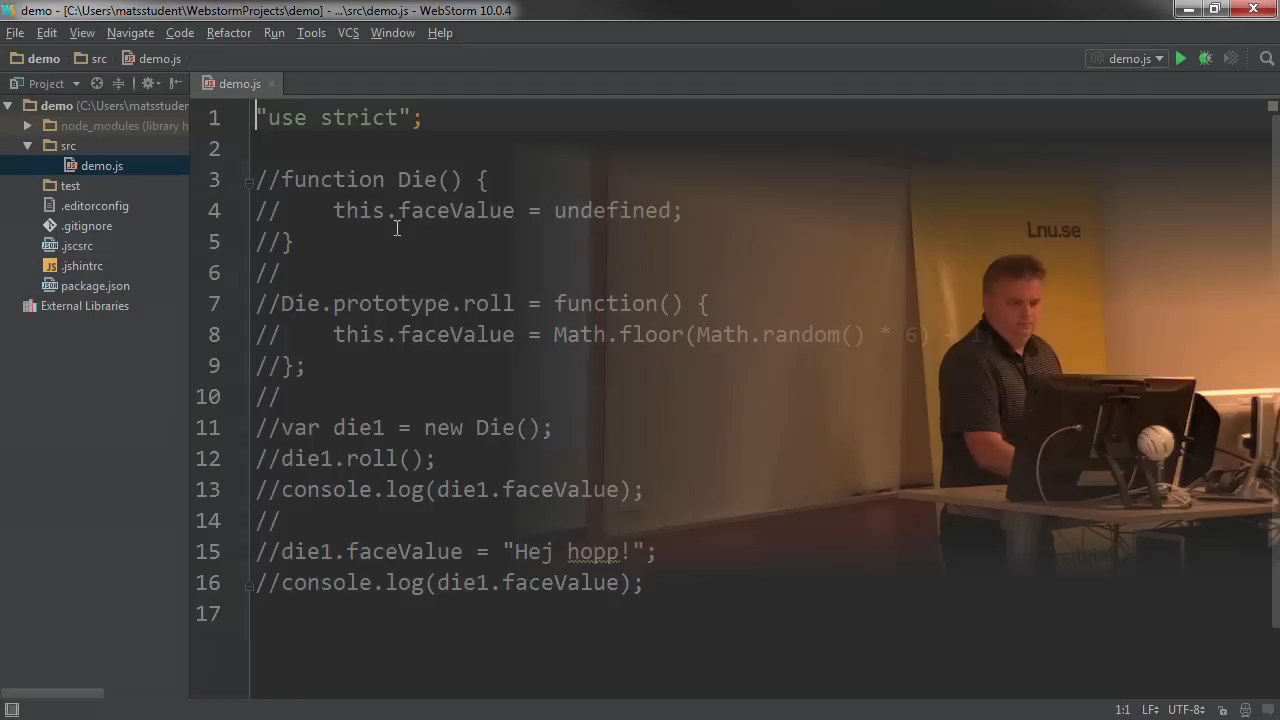 demo - [C:\Users\matsstudent\WebstormProjects\demo] - ...\src\demo.js - WebStorm 10.0.4
File Edit View Navigate Code Refactor Run Tools VCS Window Help
demo src demo.js demo.js
Project demo.js
demo (C:\Users\matsstudent
node_modules (library h
src
demo.js
test
.editorconfig
.gitignore
.jscsrc
.jshintrc
package.json
External Libraries
1 "use strict";
2
3 //function Die() {
4 //    this.faceValue = undefined;
5 //}
6 //
7 //Die.prototype.roll = function() {
8 //    this.faceValue = Math.floor(Math.random() * 6) + 1;
9 //};
10 //
11 //var die1 = new Die();
12 //die1.roll();
13 //console.log(die1.faceValue);
14 //
15 //die1.faceValue = "Hej hopp!";
16 //console.log(die1.faceValue);
17
Lnu.se
1:1 LF UTF-8